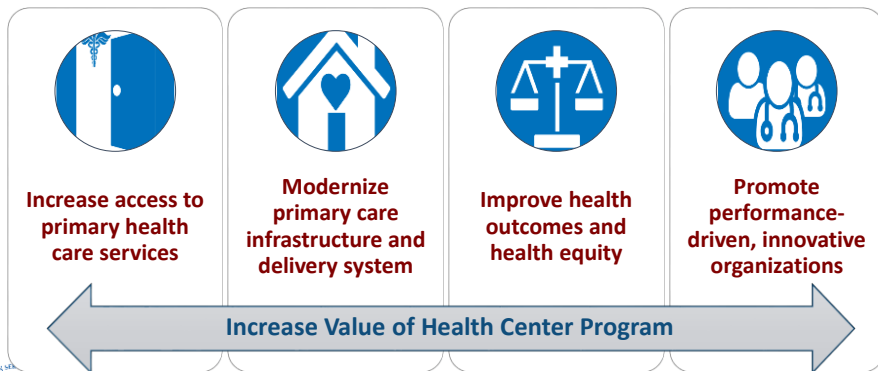 Increase access to
primary health
care services
Modernize
primary care
infrastructure and
delivery system
Improve health
outcomes and
health equity
Promote
performance-
driven, innovative
organizations
Increase Value of Health Center Program